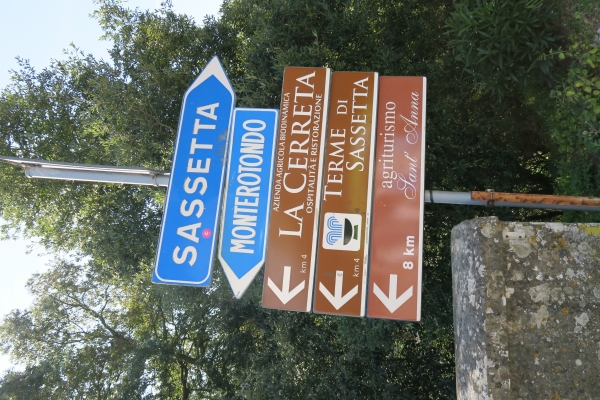 SASSETTA
MONTEROTONDO
AZIENDA AGRICOLA BIODINAMICA
LA CERRETA
OSPITALITÀ E RISTORAZIONE
km 4
TERME DI
SASSETTA
km 4
agriturismo
Sant' Anna
8 km